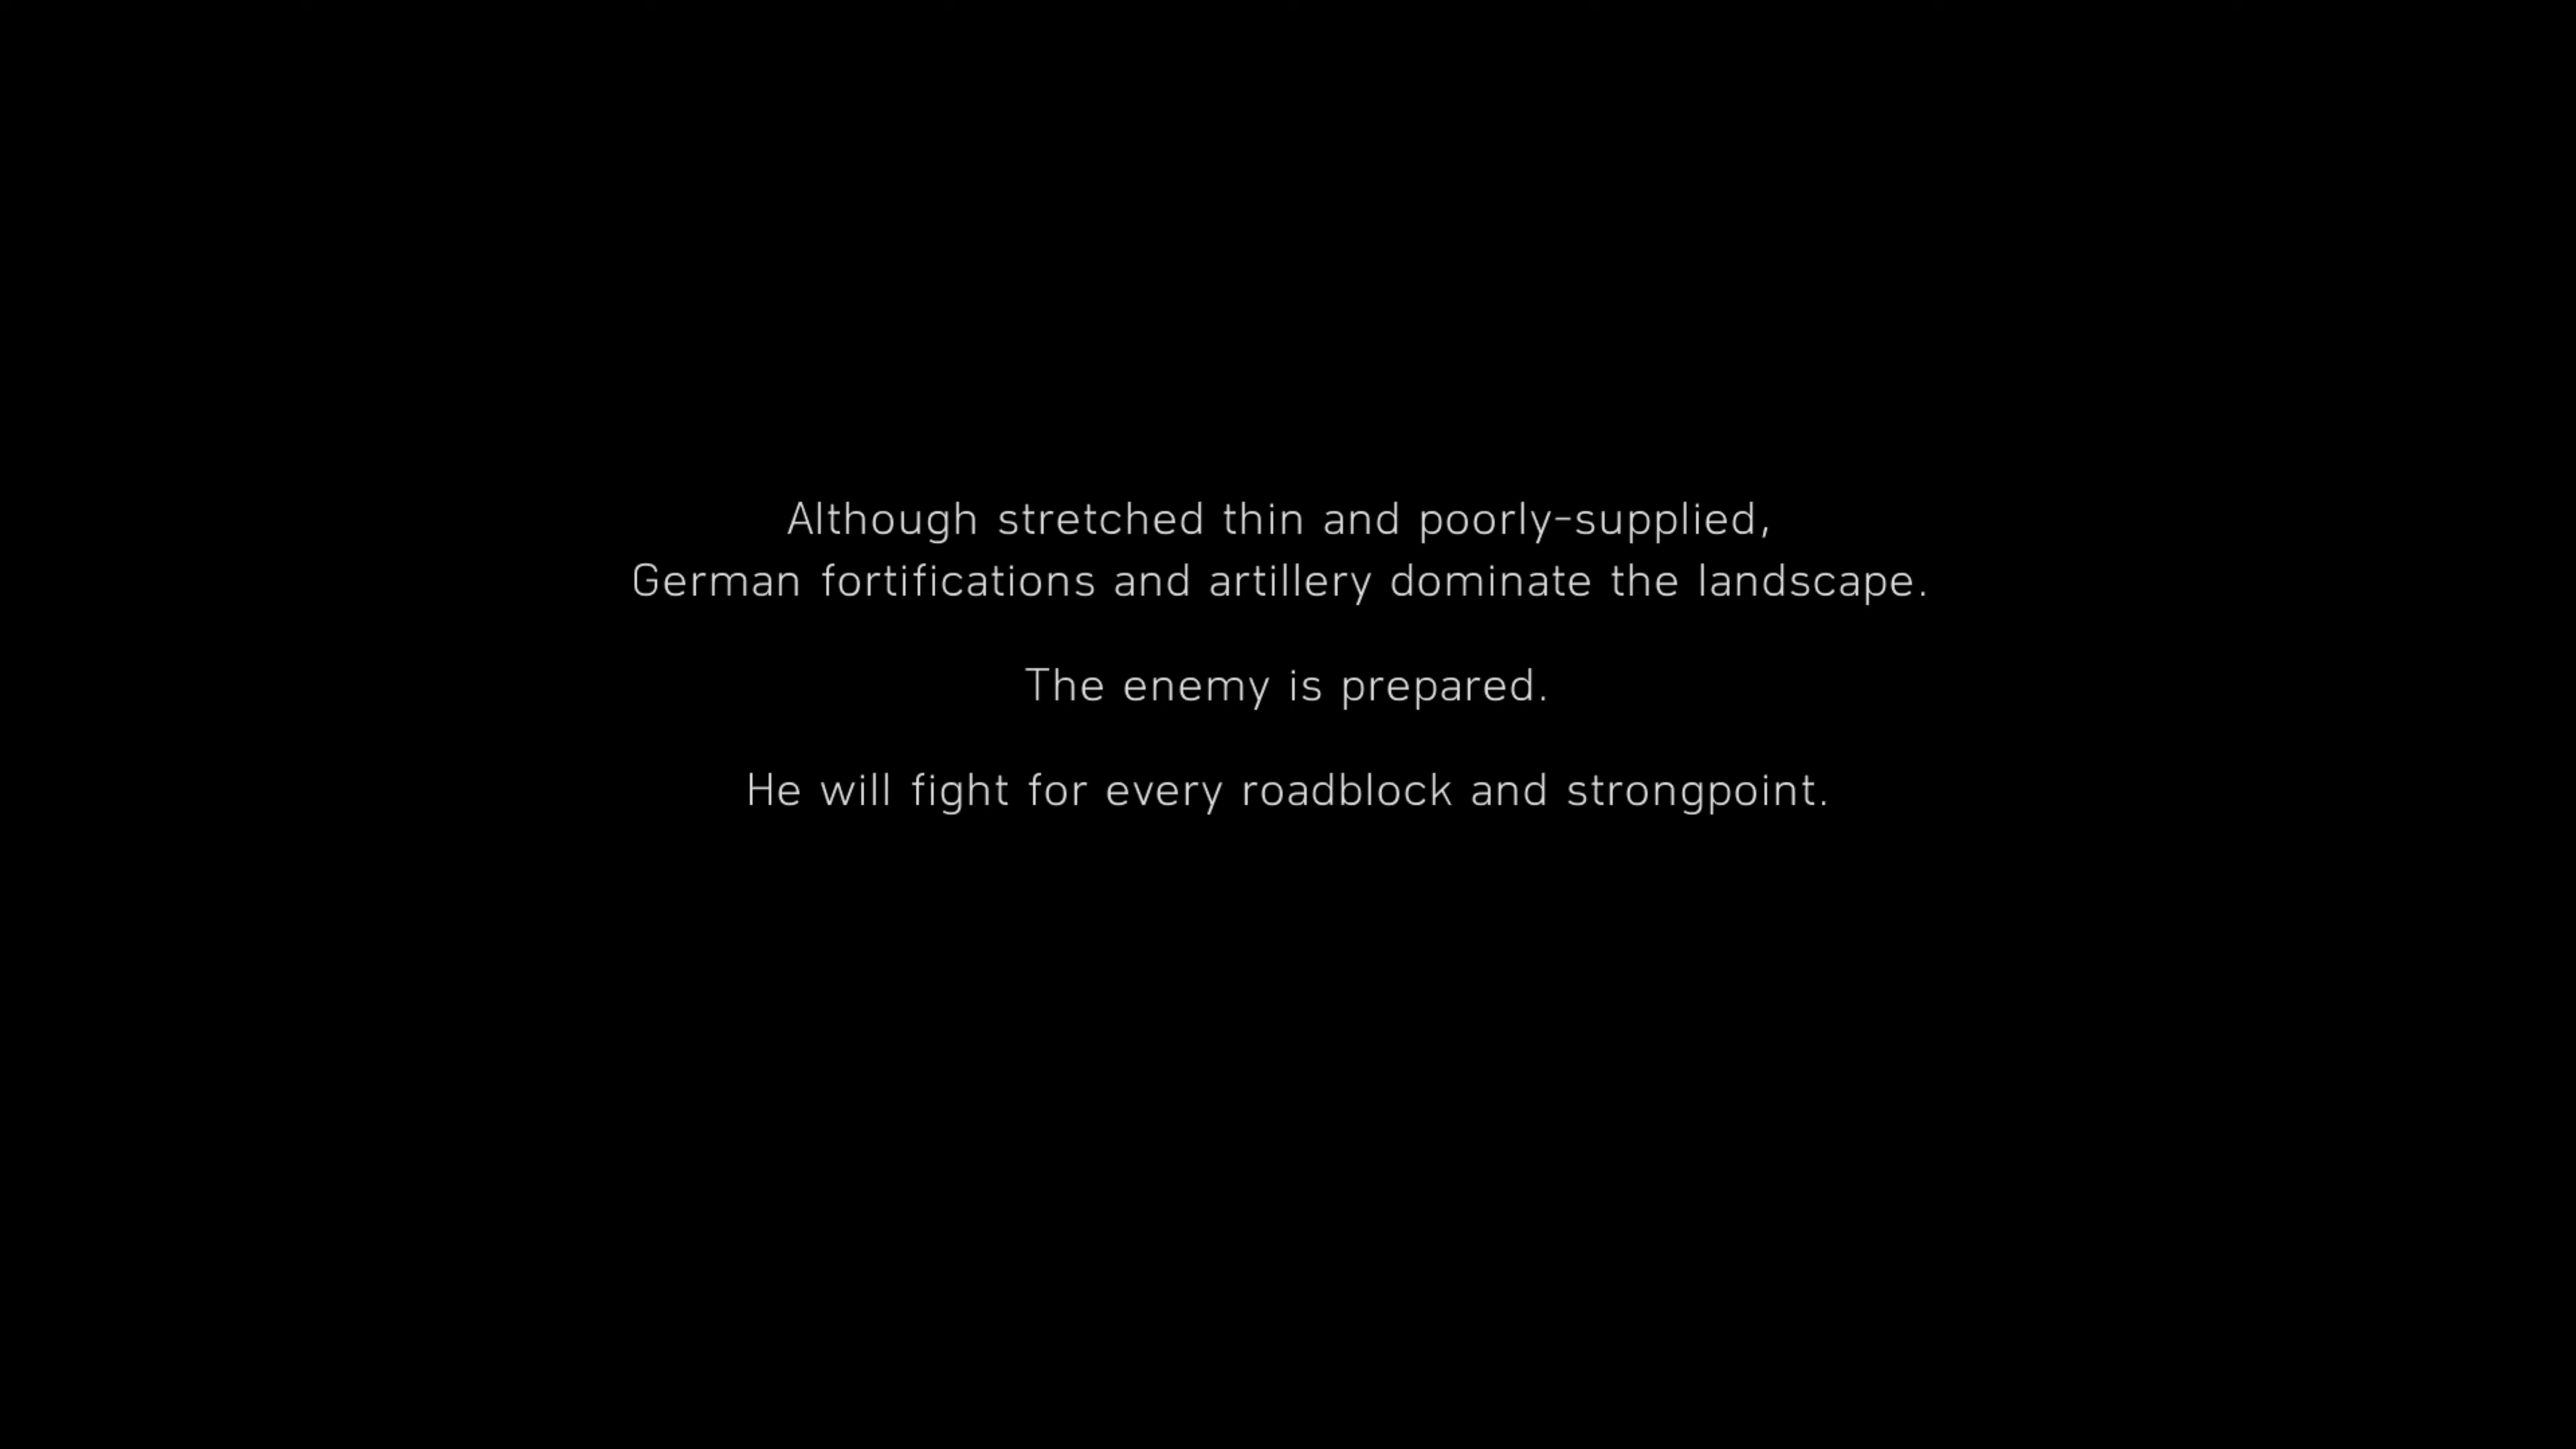 Although stretched thin and poorly-supplied,
German fortifications and artillery dominate the landscape.
The enemy is prepared.
He will fight for every roadblock and strongpoint.